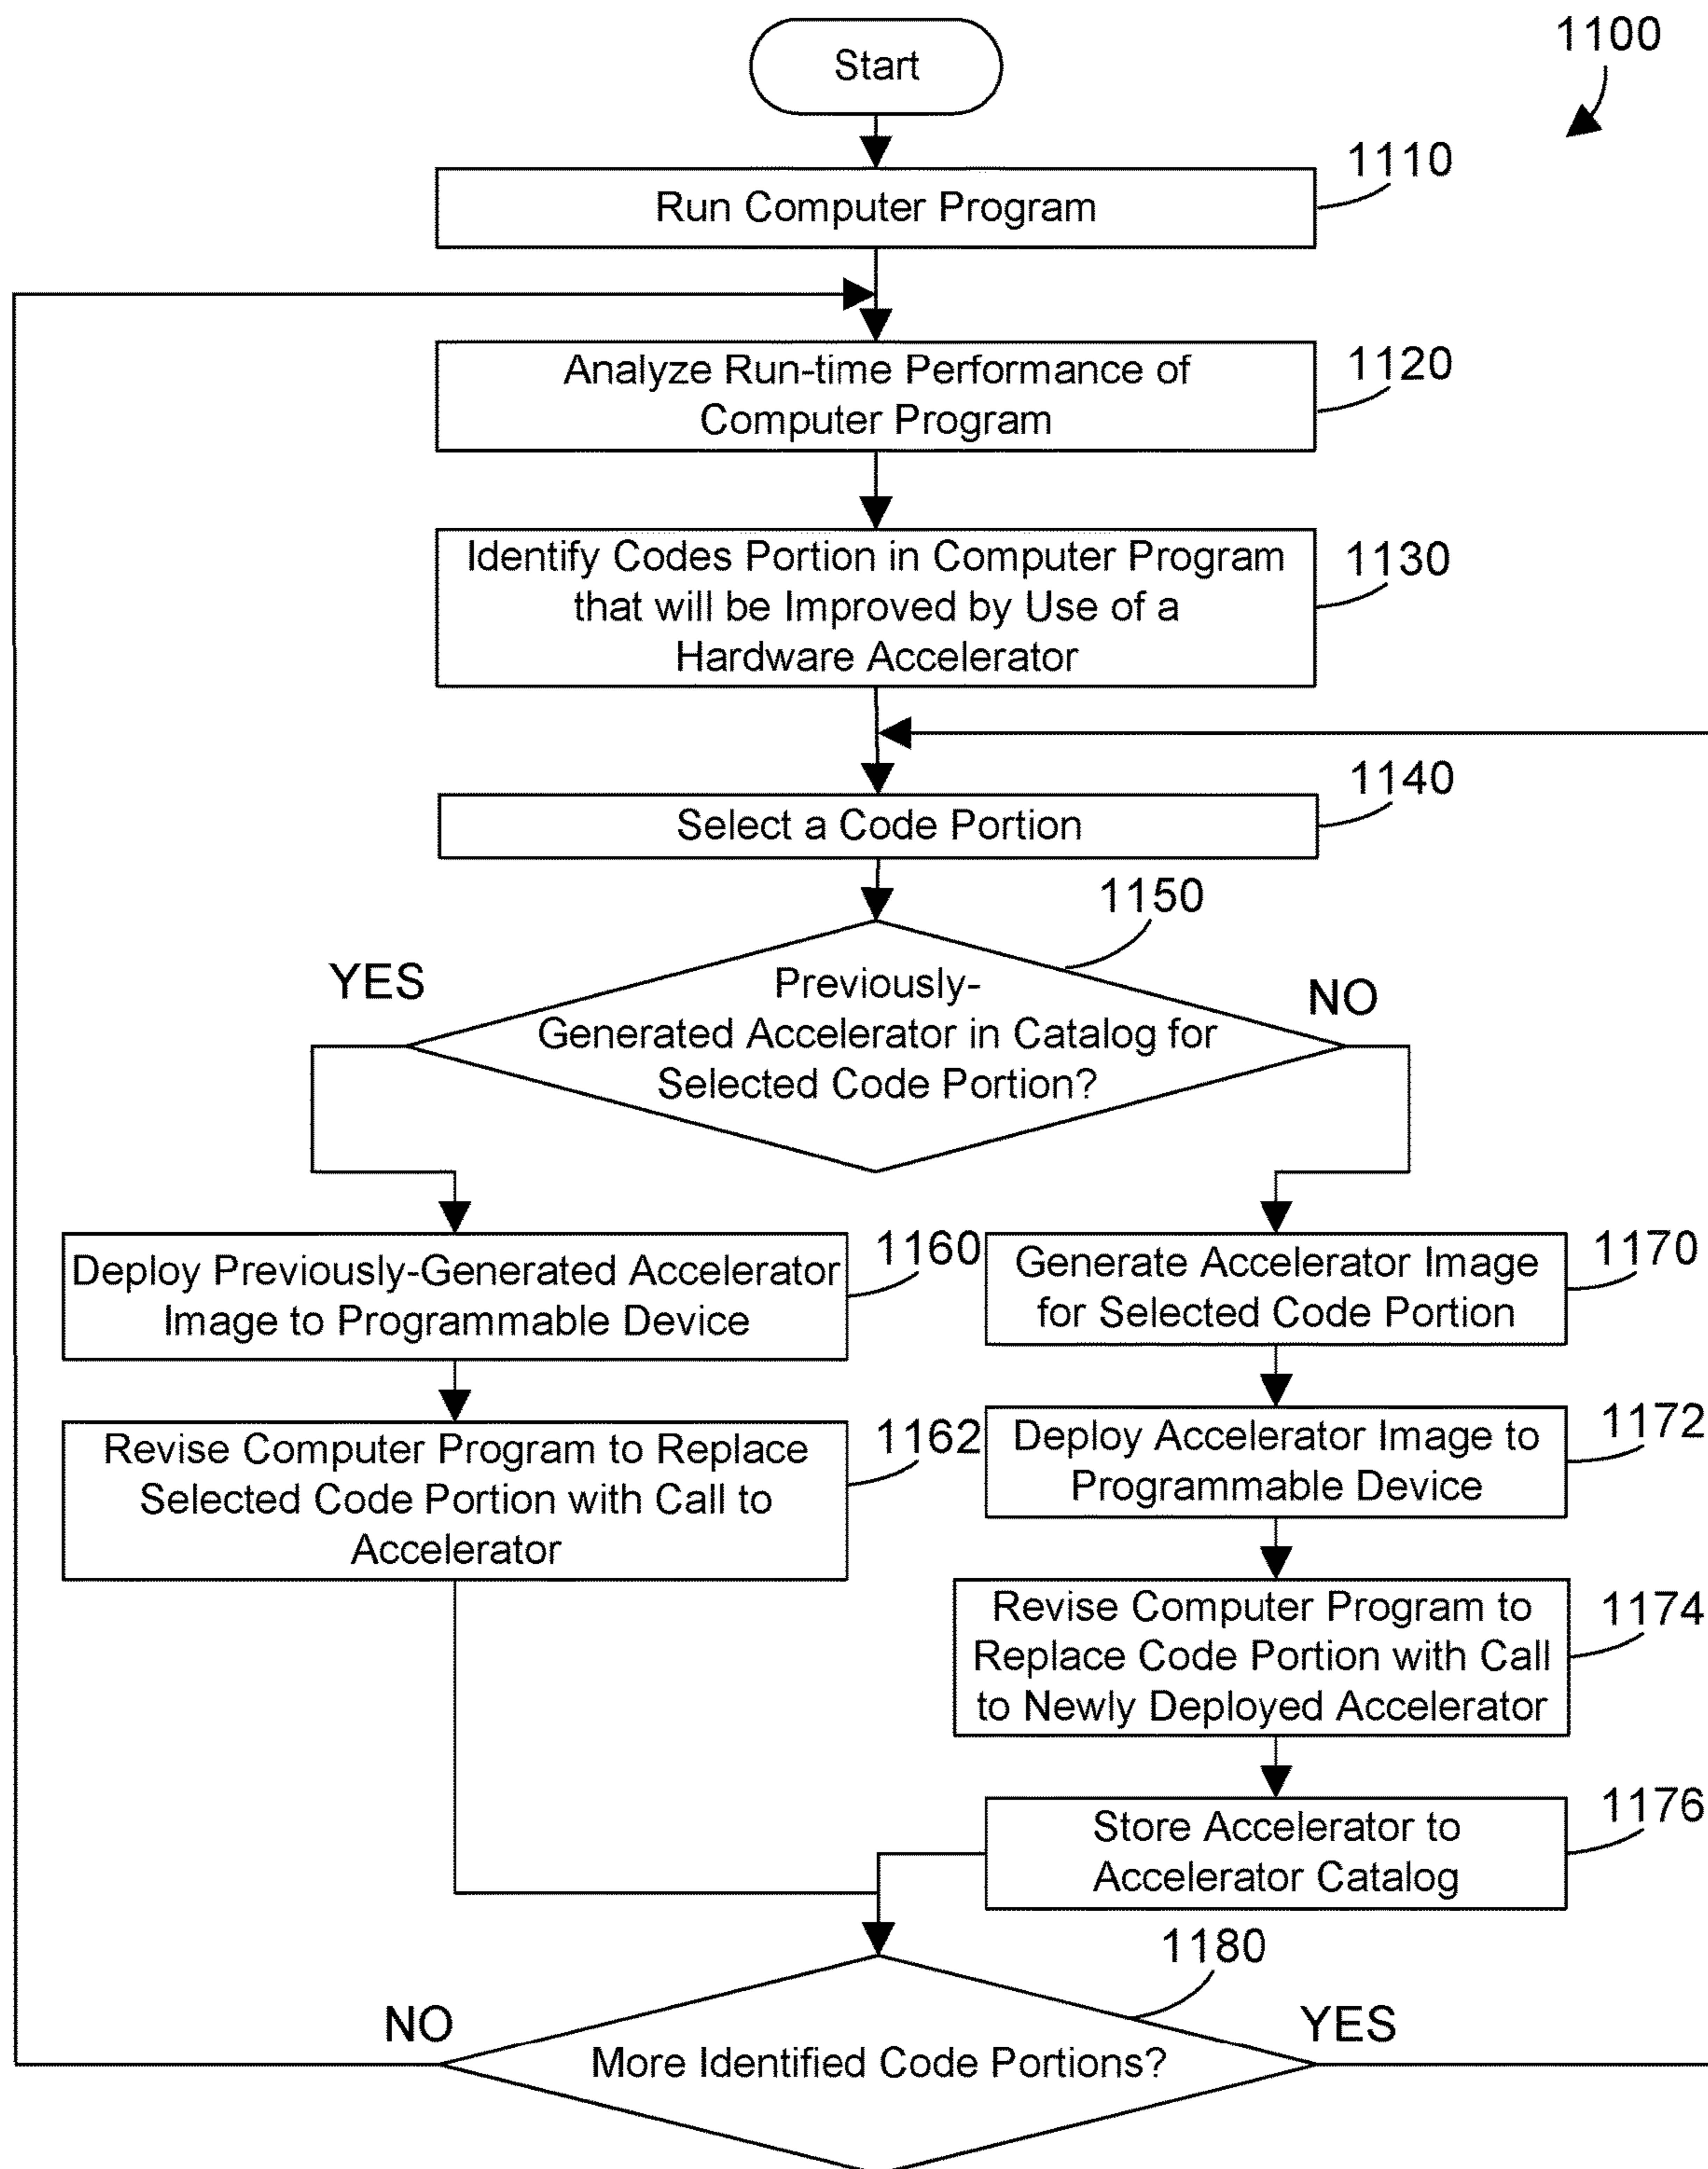 1100
Start
1110
Run Computer Program
1120
Analyze Run-time Performance of
Computer Program
1130
Identify Codes Portion in Computer Program
that will be Improved by Use of a
Hardware Accelerator
1140
Select a Code Portion
1150
YES
NO
Previously-
Generated Accelerator in Catalog for
Selected Code Portion?
1160
Deploy Previously-Generated Accelerator
Image to Programmable Device
1162
Revise Computer Program to Replace
Selected Code Portion with Call to
Accelerator
1170
Generate Accelerator Image
for Selected Code Portion
1172
Deploy Accelerator Image to
Programmable Device
1174
Revise Computer Program to
Replace Code Portion with Call
to Newly Deployed Accelerator
1176
Store Accelerator to
Accelerator Catalog
1180
NO
YES
More Identified Code Portions?